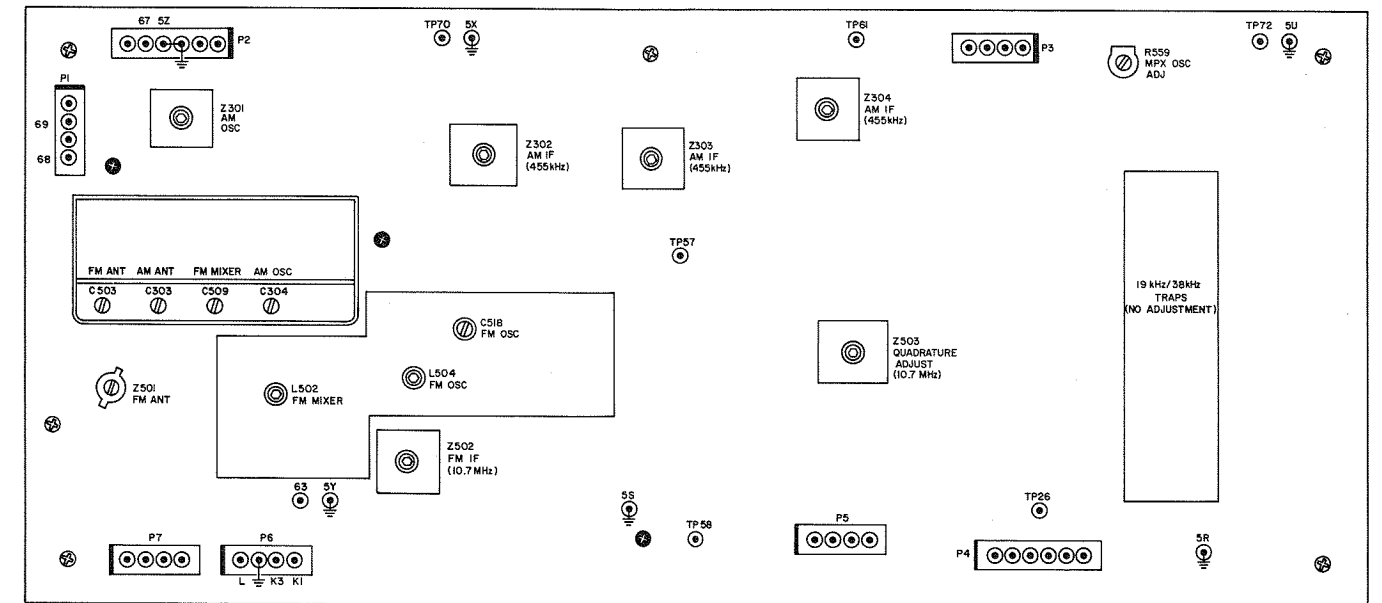 67 5Z
P2
TP70 5X
TP61
P3
TP72 5U
R559
MPX OSC
ADJ
P1
69
68
Z301
AM
OSC
Z302
AM IF
(455kHz)
Z303
AM IF
(455kHz)
Z304
AM IF
(455kHz)
TP57
FM ANT AM ANT FM MIXER AM OSC
C503 C303 C509 C304
19 kHz/38kHz
TRAPS
(NO ADJUSTMENT)
C518
FM OSC
Z503
QUADRATURE
ADJUST
(10.7 MHz)
L504
FM OSC
Z501
FM ANT
L502
FM MIXER
Z502
FM IF
(10.7MHz)
63 5Y
5S
TP58
TP26
P5
P4
5R
P7
P6
L K3 K1